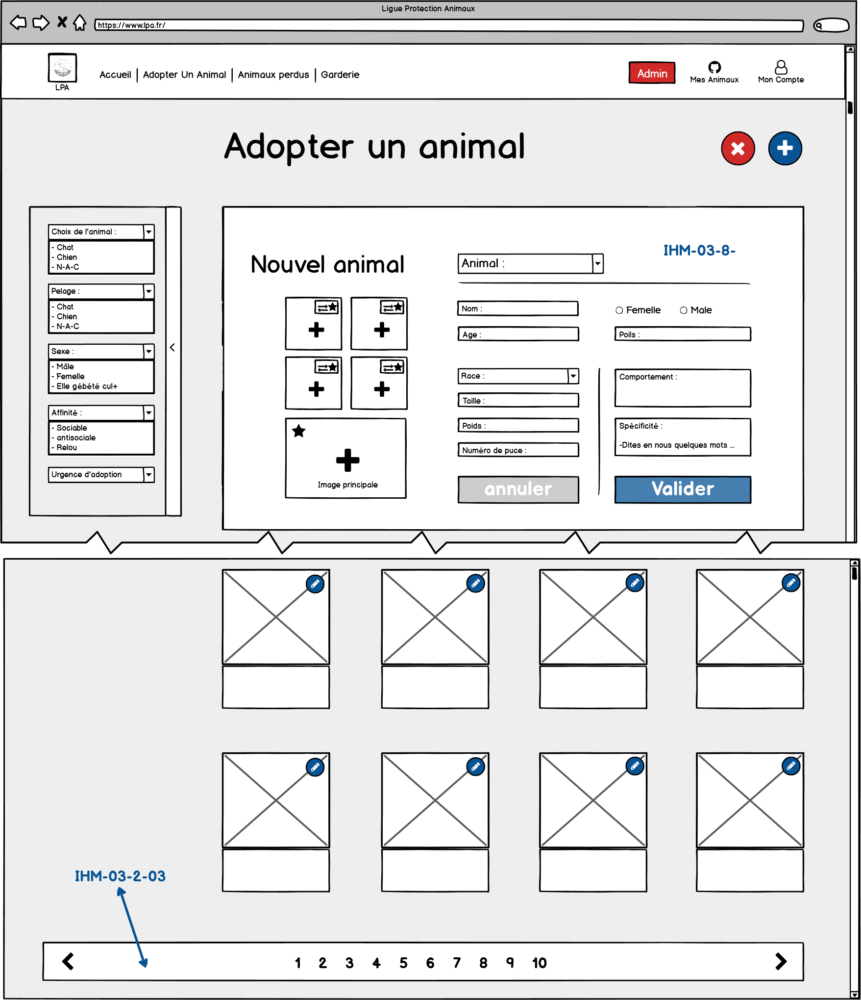 Ligue Protection Animaux
https://www.lpa.fr/
LPA
Accueil
Adopter Un Animal
Animaux perdus
Garderie
Admin
Mes Animaux
Mon Compte
Adopter un animal
Choix de l'animal :
- Chat
- Chien
- N-A-C
Pelage :
- Chat
- Chien
- N-A-C
Sexe :
- Mâle
- Femelle
- Elle gébété cul+
Affinité :
- Sociable
- antisociale
- Relou
Urgence d'adoption
Nouvel animal
Image principale
Animal :
IHM-03-8-
Nom :
Femelle
Male
Age :
Poils :
Race :
Taille :
Poids :
Numéro de puce :
Comportement :
Spécificité :
-Dites en nous quelques mots ...
annuler
Valider
IHM-03-2-03
1 2 3 4 5 6 7 8 9 10